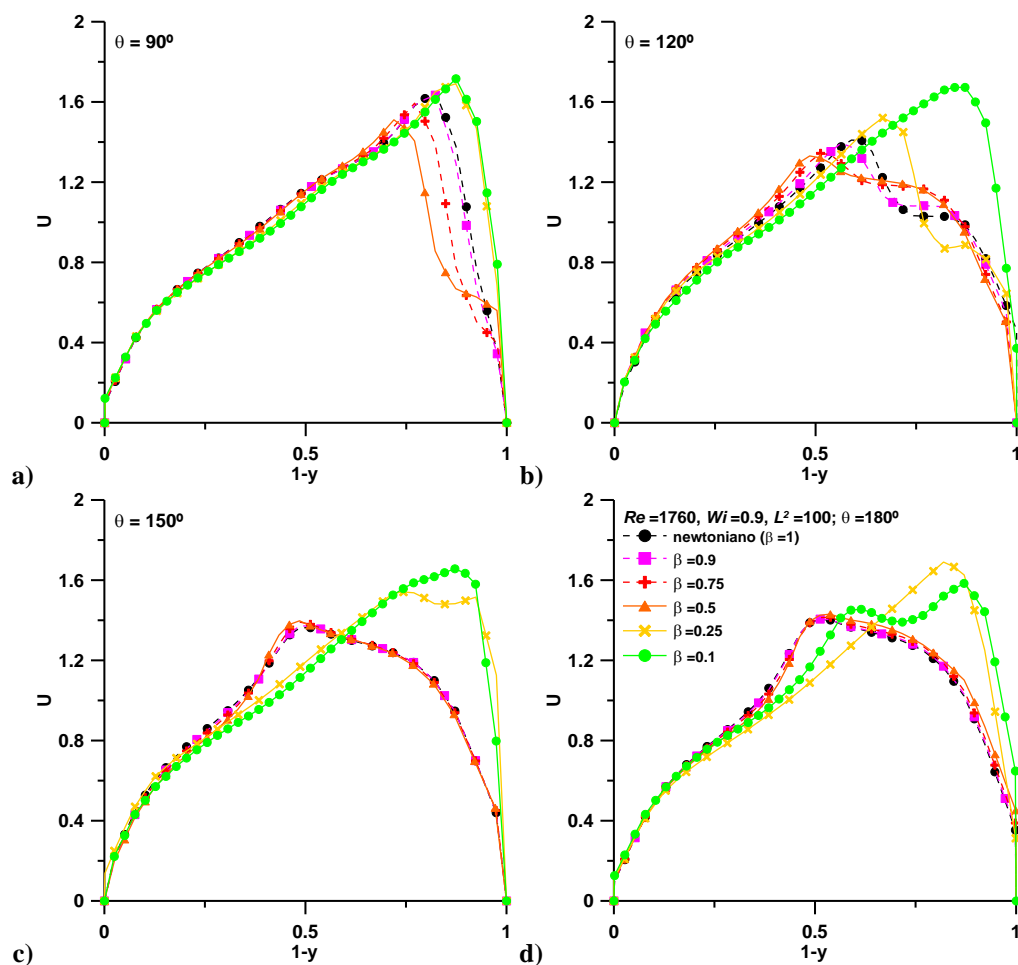 θ = 90º
U
2
1.6
1.2
0.8
0.4
0
0 0.5 1
1-y
a)
θ = 120º
U
2
1.6
1.2
0.8
0.4
0
0 0.5 1
1-y
b)
θ = 150º
U
2
1.6
1.2
0.8
0.4
0
0 0.5 1
1-y
c)
Re =1760, Wi =0.9, L² =100; θ =180º
newtoniano (β =1)
β =0.9
β =0.75
β =0.5
β =0.25
β =0.1
U
2
1.6
1.2
0.8
0.4
0
0 0.5 1
1-y
d)